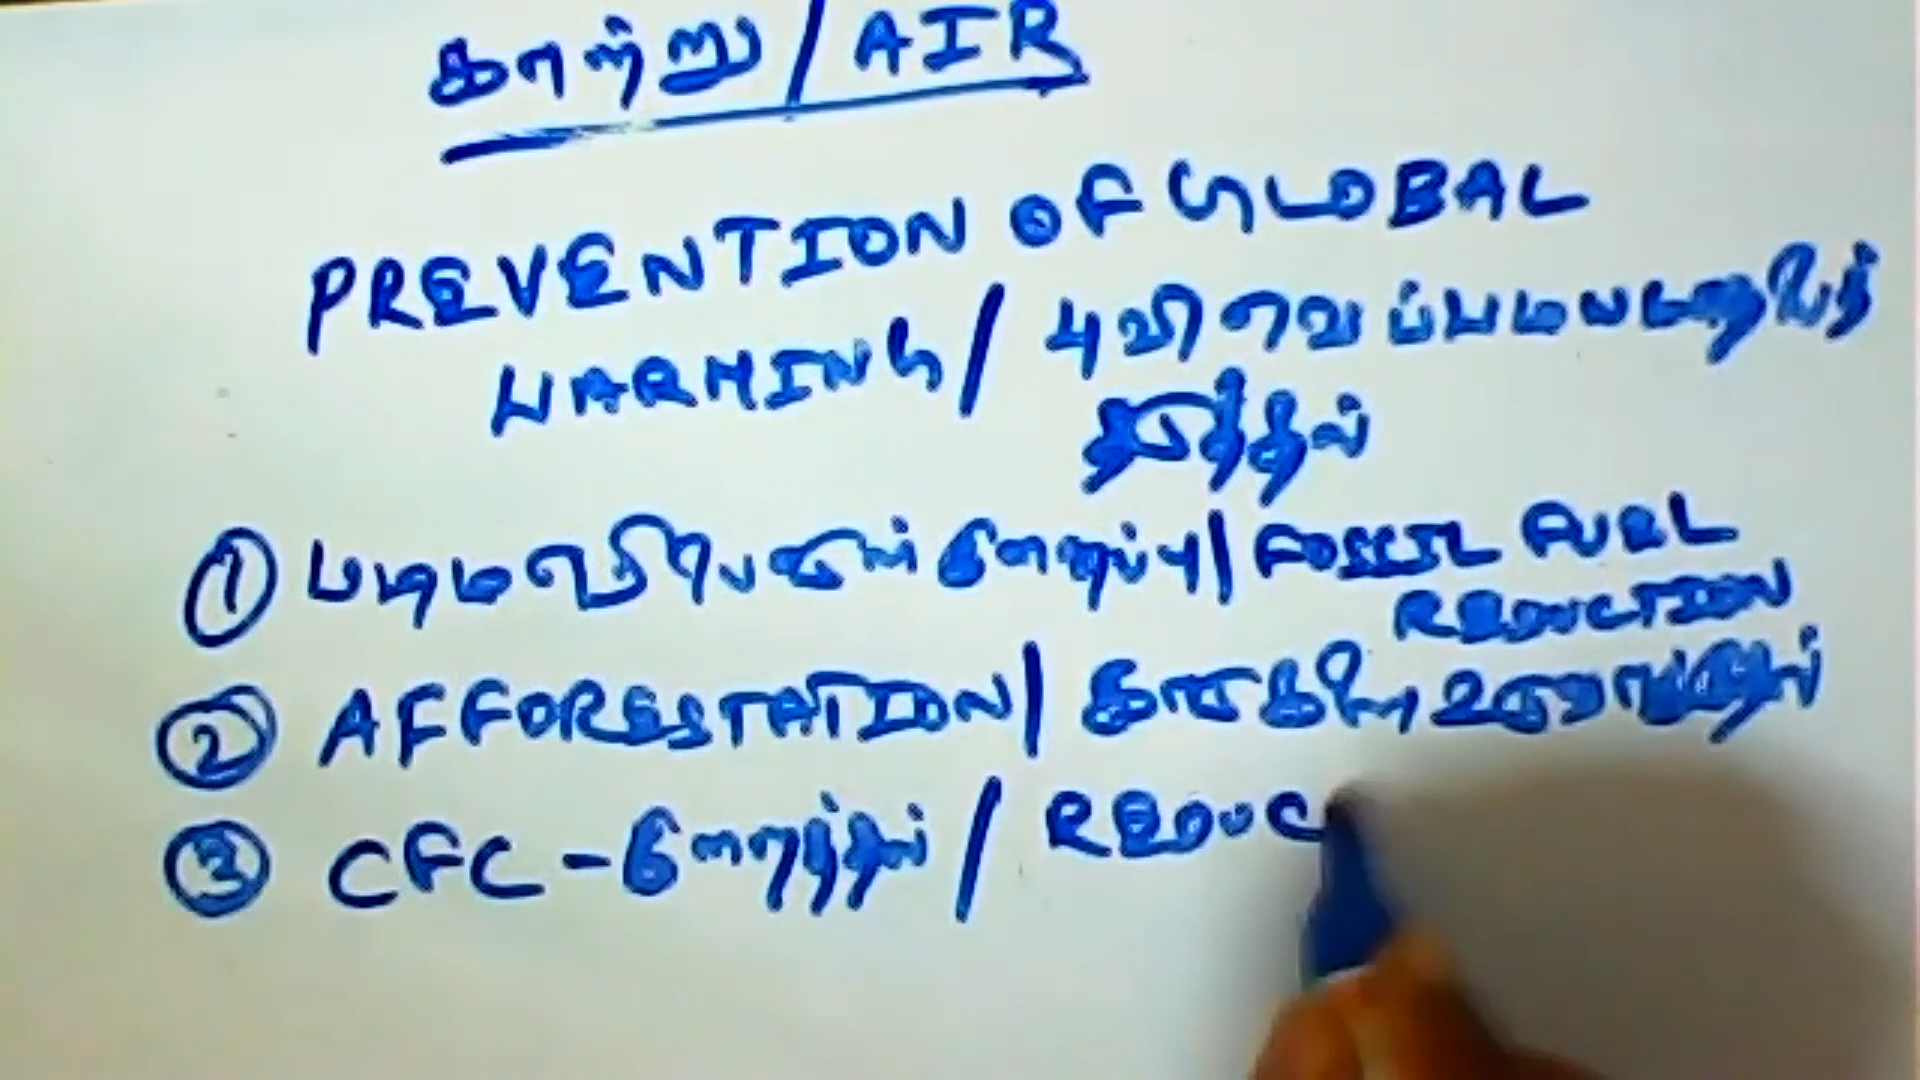 காற்று / AIR
PREVENTION OF GLOBAL
WARMING / புவி வெப்பமயமாதலைத்
தடுத்தல்
① படிம எரிபொருள் குறைப்பு / FOSSIL FUEL
REDUCTION
② AFFORESTATION / காடுகளை உருவாக்குதல்
③ CFC - குறைத்தல் / REDUC